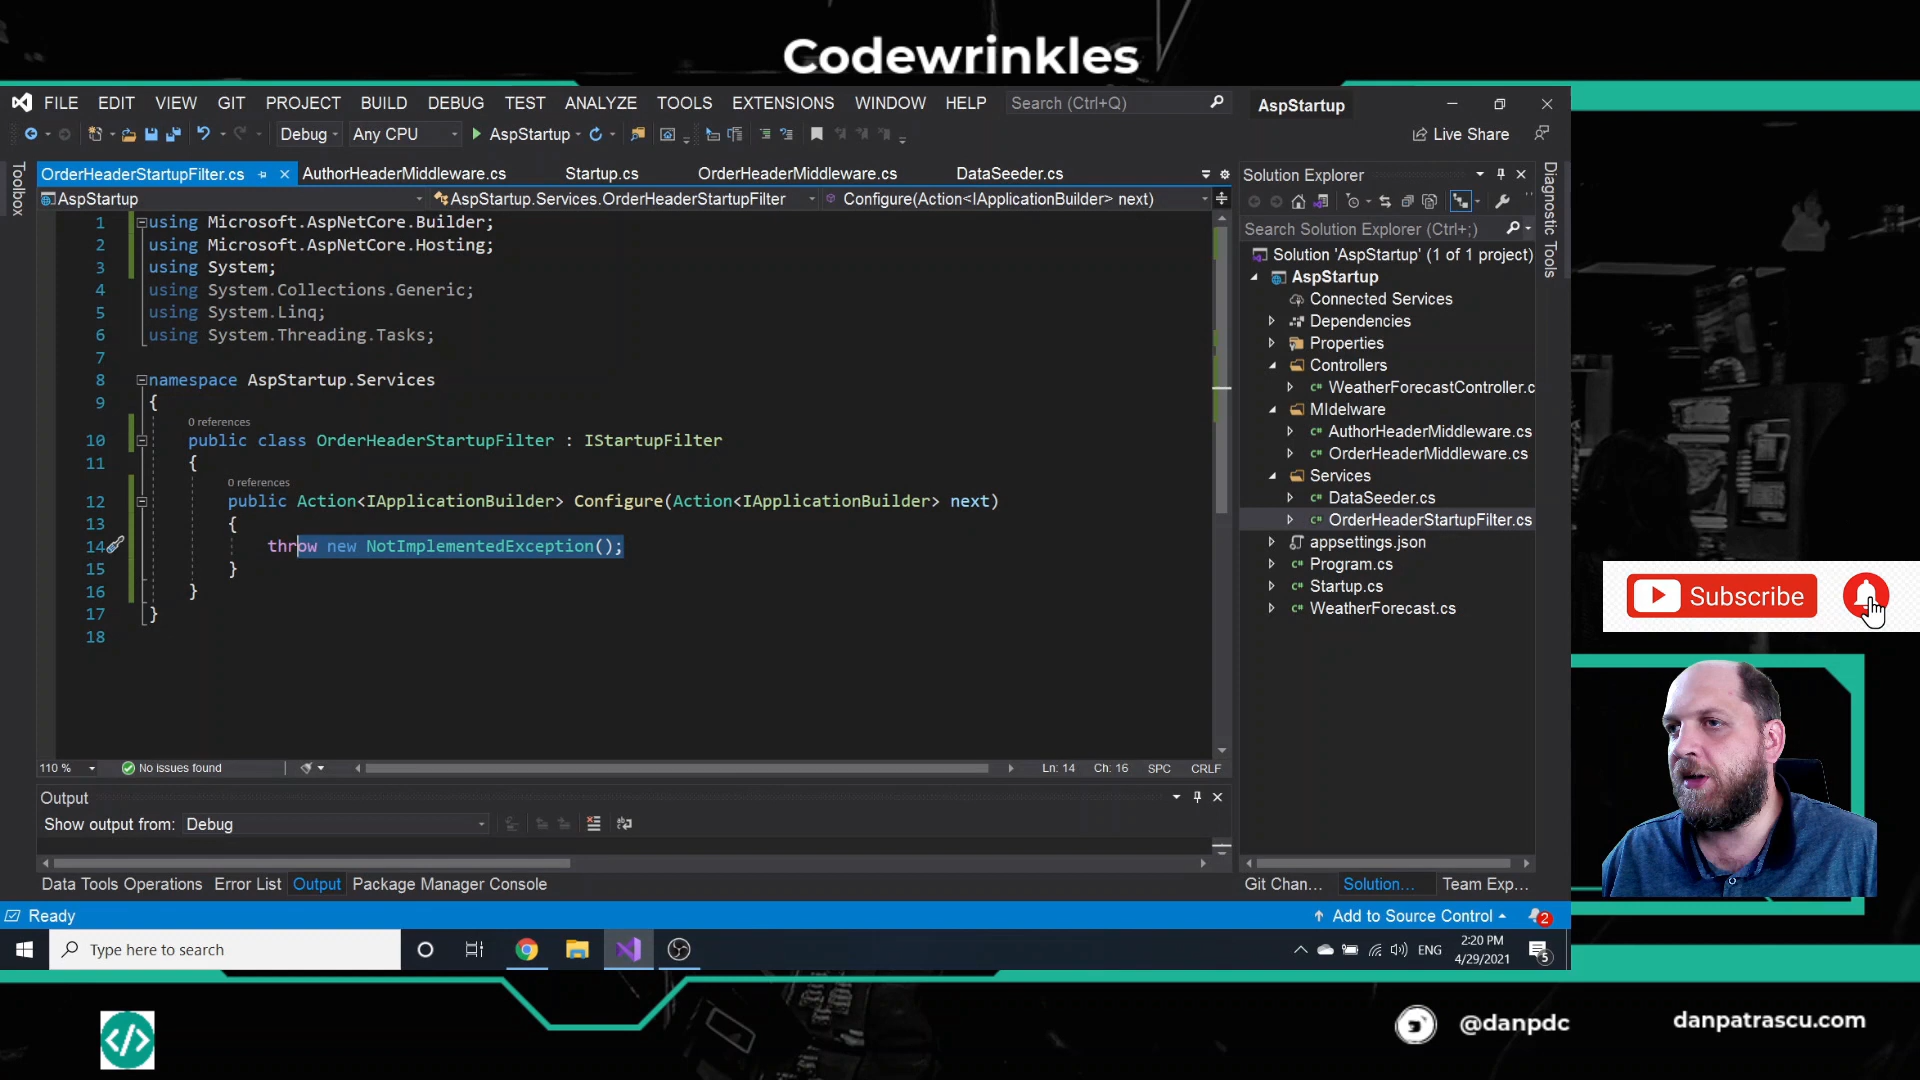 Codewrinkles
FILE EDIT VIEW GIT PROJECT BUILD DEBUG TEST ANALYZE TOOLS EXTENSIONS WINDOW HELP Search (Ctrl+Q) AspStartup
Debug Any CPU AspStartup Live Share
Toolbox
OrderHeaderStartupFilter.cs AuthorHeaderMiddleware.cs Startup.cs OrderHeaderMiddleware.cs DataSeeder.cs
AspStartup AspStartup.Services.OrderHeaderStartupFilter Configure(Action<IApplicationBuilder> next)
1 using Microsoft.AspNetCore.Builder;
2 using Microsoft.AspNetCore.Hosting;
3 using System;
4 using System.Collections.Generic;
5 using System.Linq;
6 using System.Threading.Tasks;
7
8 namespace AspStartup.Services
9 {
0 references
10 public class OrderHeaderStartupFilter : IStartupFilter
11 {
0 references
12 public Action<IApplicationBuilder> Configure(Action<IApplicationBuilder> next)
13 {
14 throw new NotImplementedException();
15 }
16 }
17 }
18
110 % No issues found Ln: 14 Ch: 16 SPC CRLF
Output
Show output from: Debug
Data Tools Operations Error List Output Package Manager Console
Solution Explorer
Search Solution Explorer (Ctrl+;)
Solution 'AspStartup' (1 of 1 project)
AspStartup
Connected Services
Dependencies
Properties
Controllers
C# WeatherForecastController.c
MIdelware
C# AuthorHeaderMiddleware.cs
C# OrderHeaderMiddleware.cs
Services
C# DataSeeder.cs
C# OrderHeaderStartupFilter.cs
appsettings.json
C# Program.cs
C# Startup.cs
C# WeatherForecast.cs
Git Chan... Solution... Team Exp...
Diagnostic Tools
Subscribe
Ready Add to Source Control 2
Type here to search ENG 2:20 PM
4/29/2021 5
@danpdc danpatrascu.com